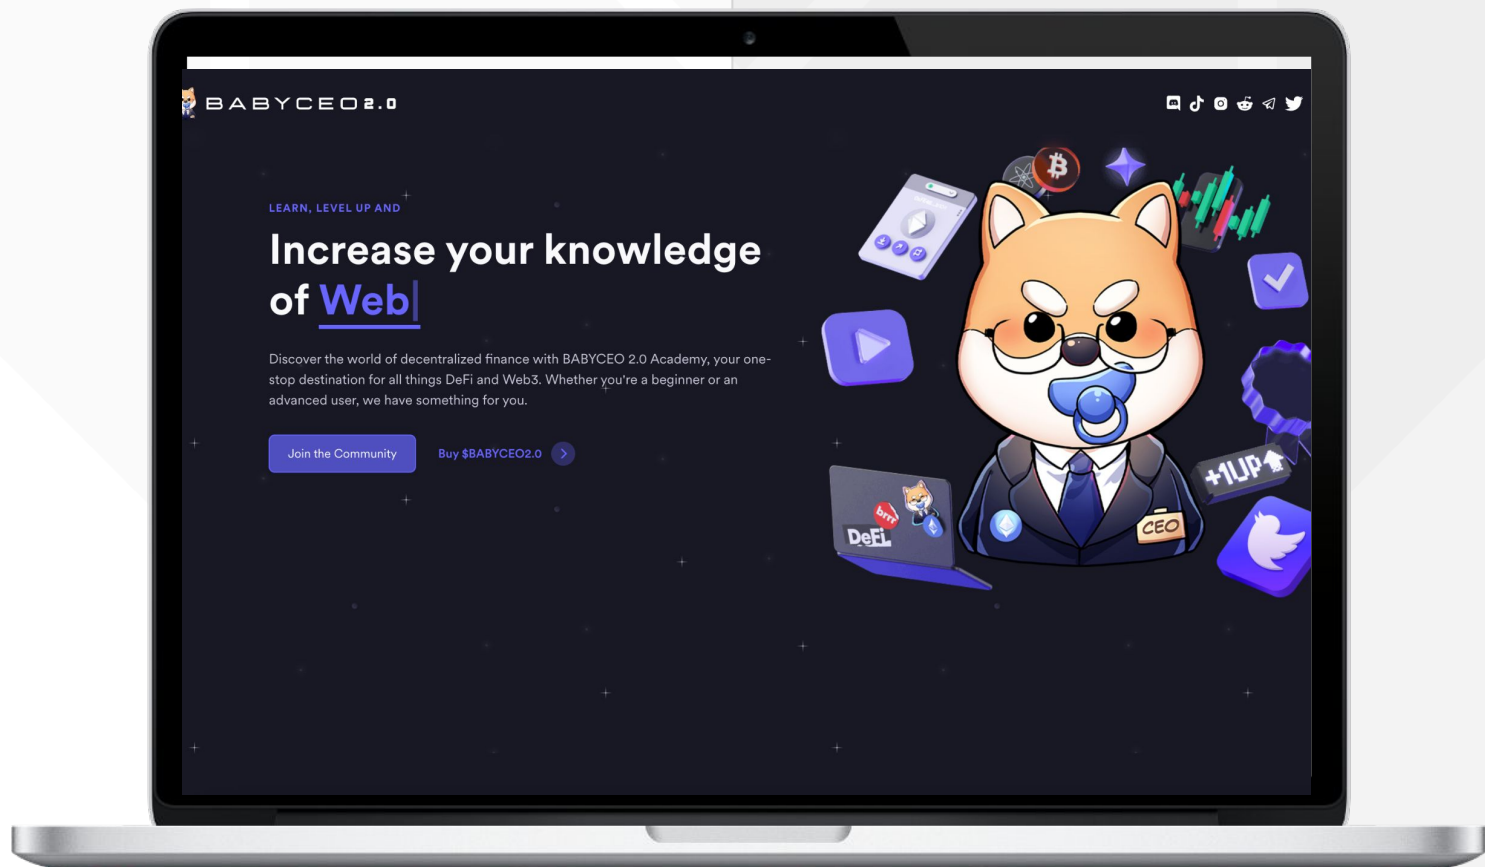 BABYCEO2.0
LEARN, LEVEL UP AND
Increase your knowledge
of Web
Discover the world of decentralized finance with BABYCEO 2.0 Academy, your one-
stop destination for all things DeFi and Web3. Whether you're a beginner or an
advanced user, we have something for you.
Join the Community
Buy $BABYCEO2.0
brrr
DeFi
CEO
+1UP